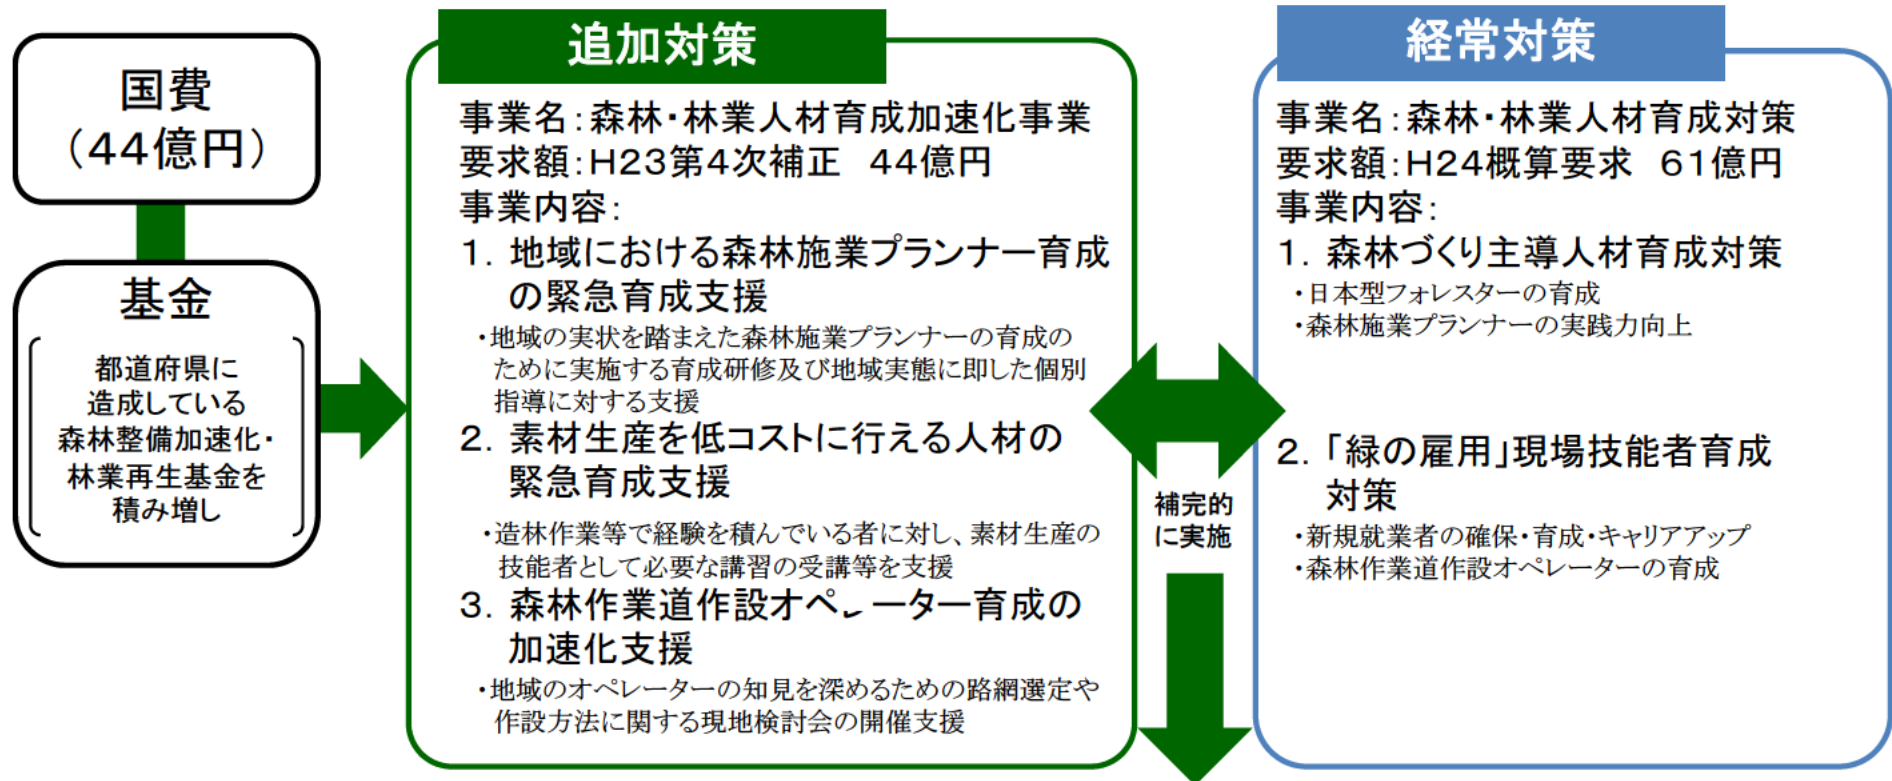 国費
（44億円）
基金
都道府県に
造成している
森林整備加速化・
林業再生基金を
積み増し
追加対策
事業名：森林・林業人材育成加速化事業
要求額：H23第4次補正　44億円
事業内容：
1．地域における森林施業プランナー育成
の緊急育成支援
・地域の実状を踏まえた森林施業プランナーの育成の
ために実施する育成研修及び地域実態に即した個別
指導に対する支援
2．素材生産を低コストに行える人材の
緊急育成支援
・造林作業等で経験を積んでいる者に対し、素材生産の
技能者として必要な講習の受講等を支援
3．森林作業道作設オペレーター育成の
加速化支援
・地域のオペレーターの知見を深めるための路網選定や
作設方法に関する現地検討会の開催支援
補完的
に実施
経常対策
事業名：森林・林業人材育成対策
要求額：H24概算要求　61億円
事業内容：
1．森林づくり主導人材育成対策
・日本型フォレスターの育成
・森林施業プランナーの実践力向上
2．「緑の雇用」現場技能者育成
対策
・新規就業者の確保・育成・キャリアアップ
・森林作業道作設オペレーターの育成